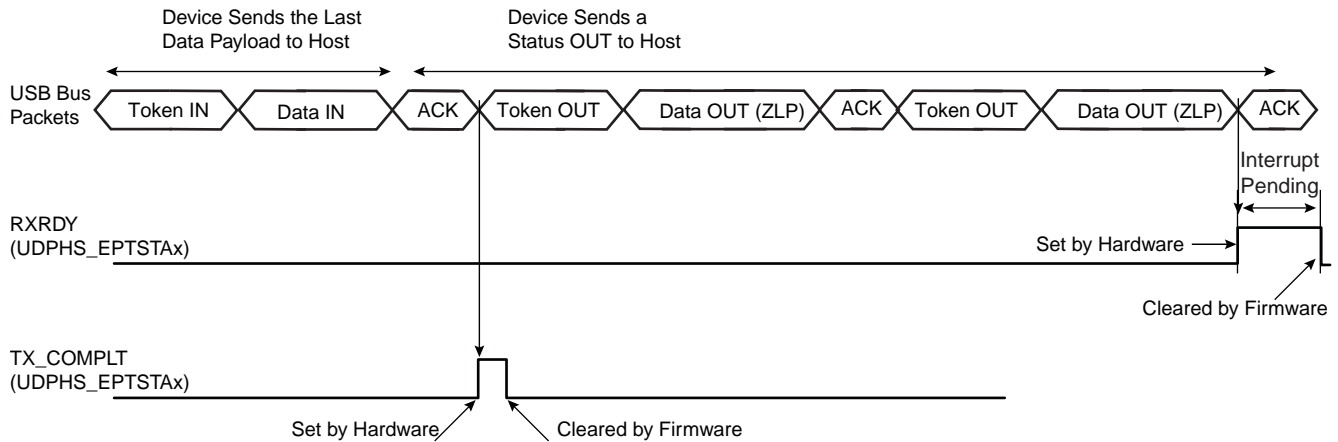 Device Sends the Last
Data Payload to Host
Device Sends a
Status OUT to Host
USB Bus
Packets
Token IN
Data IN
ACK
Token OUT
Data OUT (ZLP)
ACK
Token OUT
Data OUT (ZLP)
ACK
Interrupt
Pending
RXRDY
(UDPHS_EPTSTAx)
Set by Hardware
Cleared by Firmware
TX_COMPLT
(UDPHS_EPTSTAx)
Set by Hardware
Cleared by Firmware